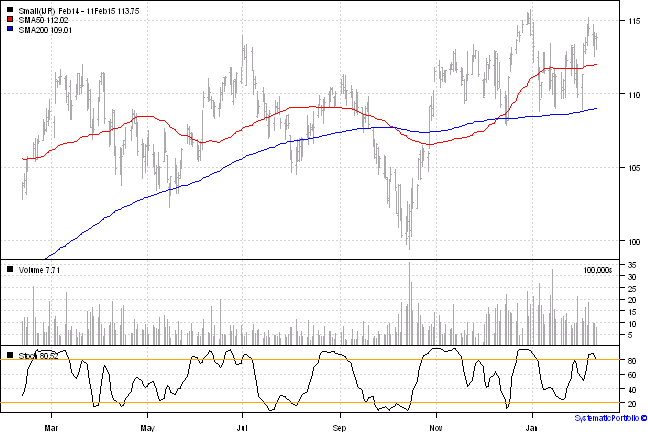 Small(IJR) Feb14 - 11Feb15 113.75
SMA50 112.02
SMA200 109.01
115
110
105
100
Volume 7.71
100,000s
35
30
25
20
15
10
5
Stoch 80.52
80
60
40
20
Mar May Jul Sep Nov Jan
SystematicPortfolio ©